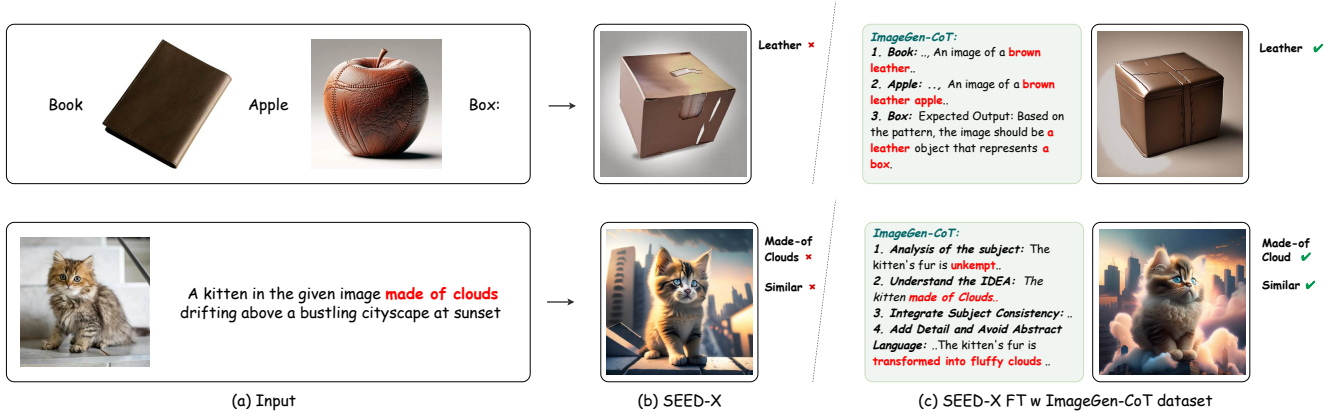 Book
Apple
Box:
Leather ×
ImageGen-CoT:
1. Book: .., An image of a brown
leather..
2. Apple: .., An image of a brown
leather apple..
3. Box: Expected Output: Based on
the pattern, the image should be a
leather object that represents a
box.
Leather ✔
A kitten in the given image made of clouds
drifting above a bustling cityscape at sunset
Made-of
Clouds ×
Similar ×
ImageGen-CoT:
1. Analysis of the subject: The
kitten's fur is unkempt..
2. Understand the IDEA: The
kitten made of Clouds..
3. Integrate Subject Consistency: ..
4. Add Detail and Avoid Abstract
Language: ..The kitten's fur is
transformed into fluffy clouds ..
Made-of
Cloud ✔
Similar ✔
(a) Input
(b) SEED-X
(c) SEED-X FT w ImageGen-CoT dataset